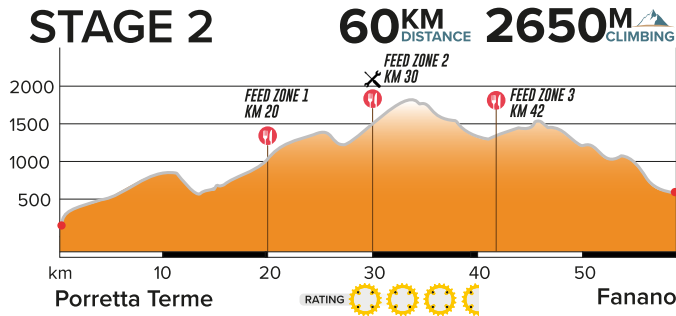 STAGE 2
60KM DISTANCE
2650M CLIMBING
FEED ZONE 2
KM 30
FEED ZONE 1
KM 20
FEED ZONE 3
KM 42
2000
1500
1000
500
km 10 20 30 40 50
Porretta Terme
RATING
Fanano